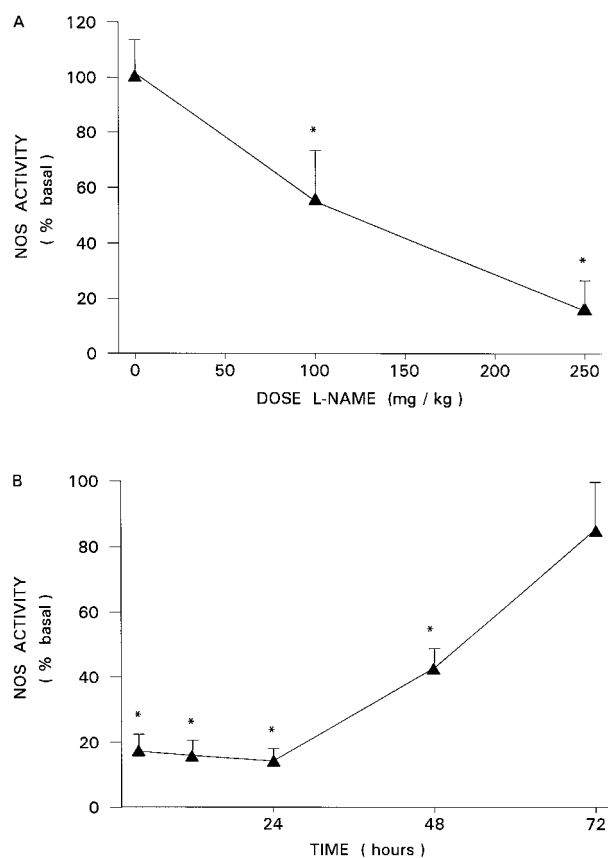 A
120
100
80
60
40
20
0
NOS ACTIVITY
( % basal )
*
*
0 50 100 150 200 250
DOSE L-NAME (mg / kg )
B
100
80
60
40
20
0
NOS ACTIVITY
( % basal )
*
*
*
*
24 48 72
TIME ( hours )